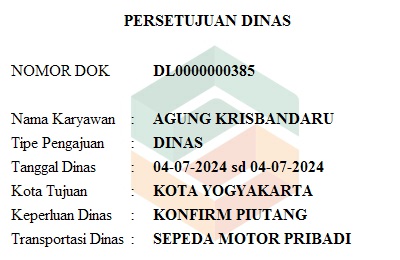 PERSETUJUAN DINAS
NOMOR DOK DL0000000385
Nama Karyawan : AGUNG KRISBANDARU
Tipe Pengajuan : DINAS
Tanggal Dinas : 04-07-2024 sd 04-07-2024
Kota Tujuan : KOTA YOGYAKARTA
Keperluan Dinas : KONFIRM PIUTANG
Transportasi Dinas : SEPEDA MOTOR PRIBADI